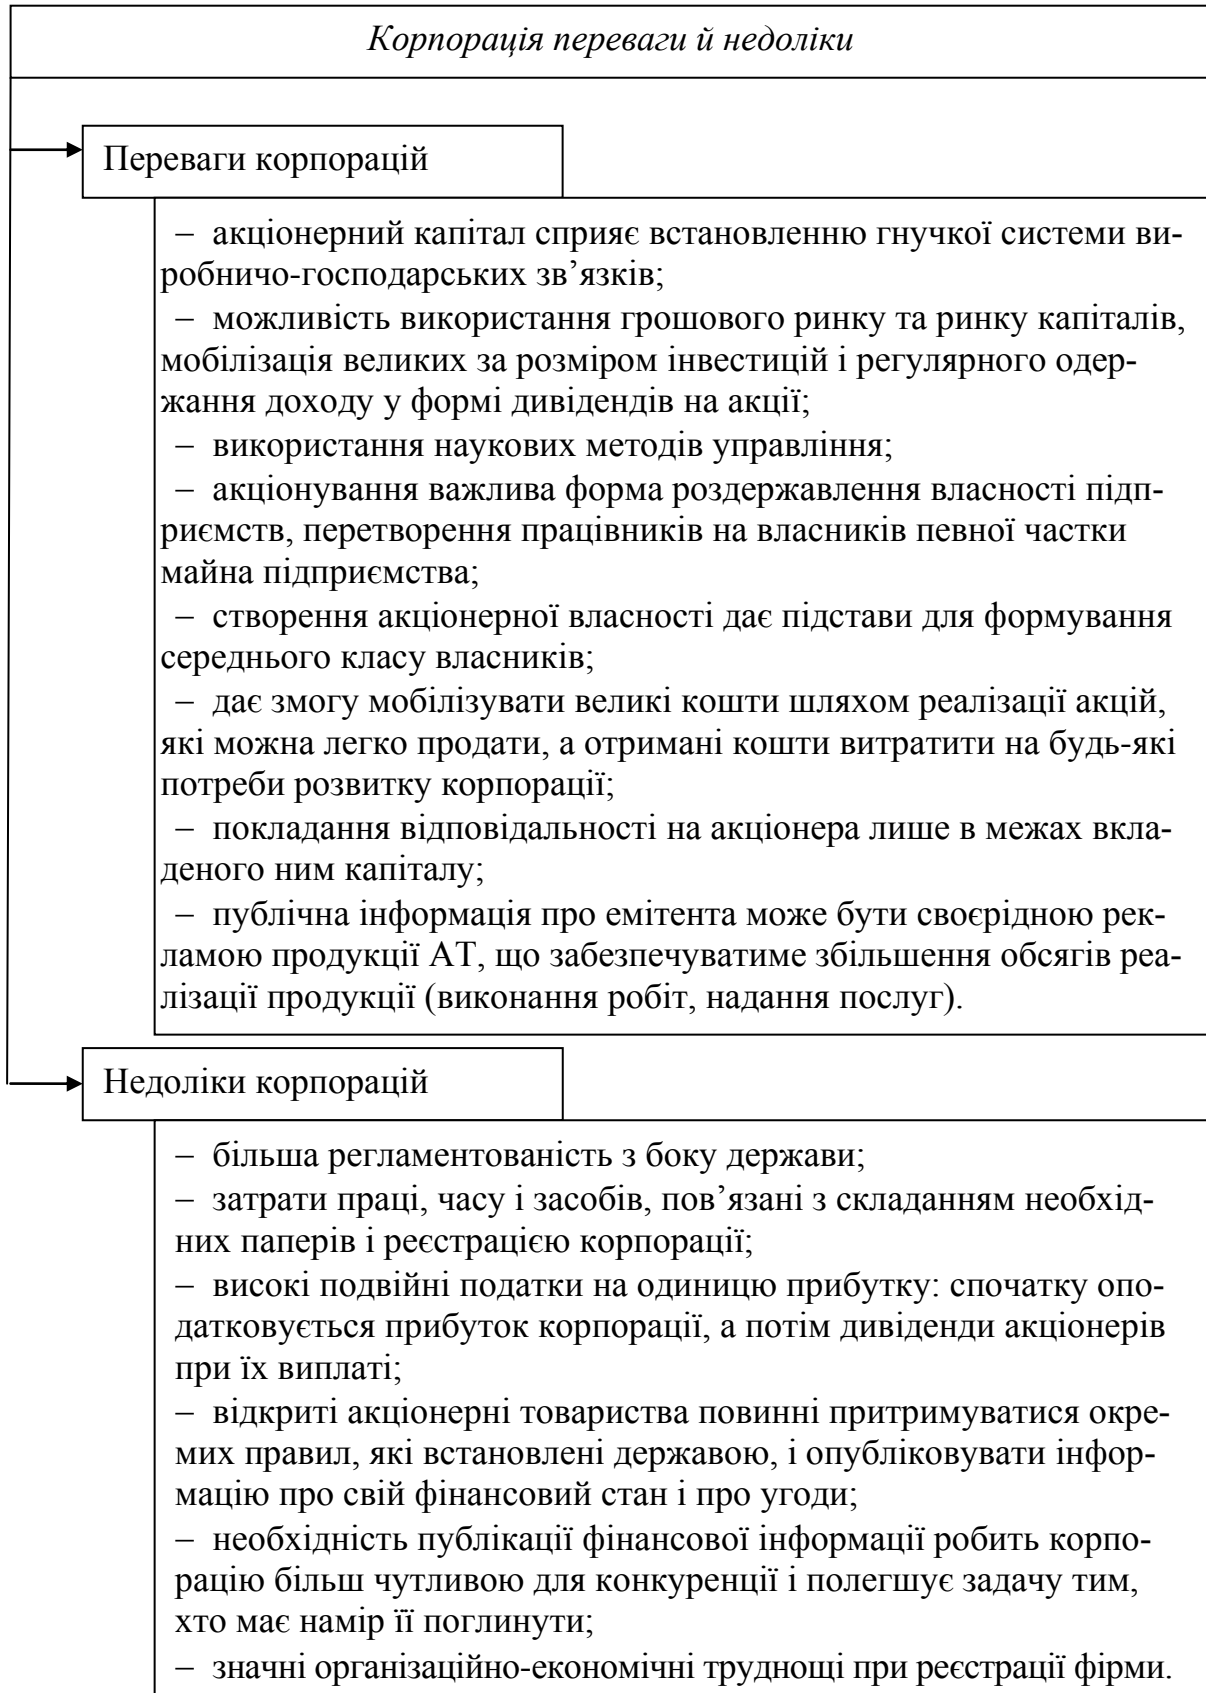 Корпорація переваги й недоліки
Переваги корпорацій
– акціонерний капітал сприяє встановленню гнучкої системи ви-
робничо-господарських зв’язків;
– можливість використання грошового ринку та ринку капіталів,
мобілізація великих за розміром інвестицій і регулярного одер-
жання доходу у формі дивідендів на акції;
– використання наукових методів управління;
– акціонування важлива форма роздержавлення власності підп-
риємств, перетворення працівників на власників певної частки
майна підприємства;
– створення акціонерної власності дає підстави для формування
середнього класу власників;
– дає змогу мобілізувати великі кошти шляхом реалізації акцій,
які можна легко продати, а отримані кошти витратити на будь-які
потреби розвитку корпорації;
– покладання відповідальності на акціонера лише в межах вкла-
деного ним капіталу;
– публічна інформація про емітента може бути своєрідною рек-
ламою продукції АТ, що забезпечуватиме збільшення обсягів реа-
лізації продукції (виконання робіт, надання послуг).
Недоліки корпорацій
– більша регламентованість з боку держави;
– затрати праці, часу і засобів, пов’язані з складанням необхід-
них паперів і реєстрацією корпорації;
– високі подвійні податки на одиницю прибутку: спочатку опо-
датковується прибуток корпорації, а потім дивіденди акціонерів
при їх виплаті;
– відкриті акціонерні товариства повинні притримуватися окре-
мих правил, які встановлені державою, і опубліковувати інфор-
мацію про свій фінансовий стан і про угоди;
– необхідність публікації фінансової інформації робить корпо-
рацію більш чутливою для конкуренції і полегшує задачу тим,
хто має намір її поглинути;
– значні організаційно-економічні труднощі при реєстрації фірми.